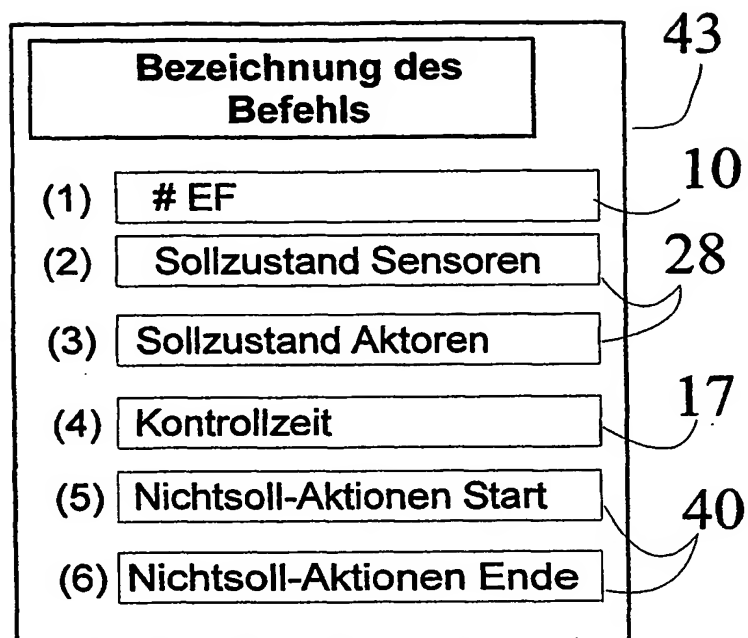 Bezeichnung des
Befehls
43
(1) # EF
10
(2) Sollzustand Sensoren
28
(3) Sollzustand Aktoren
(4) Kontrollzeit
17
(5) Nichtsoll-Aktionen Start
40
(6) Nichtsoll-Aktionen Ende